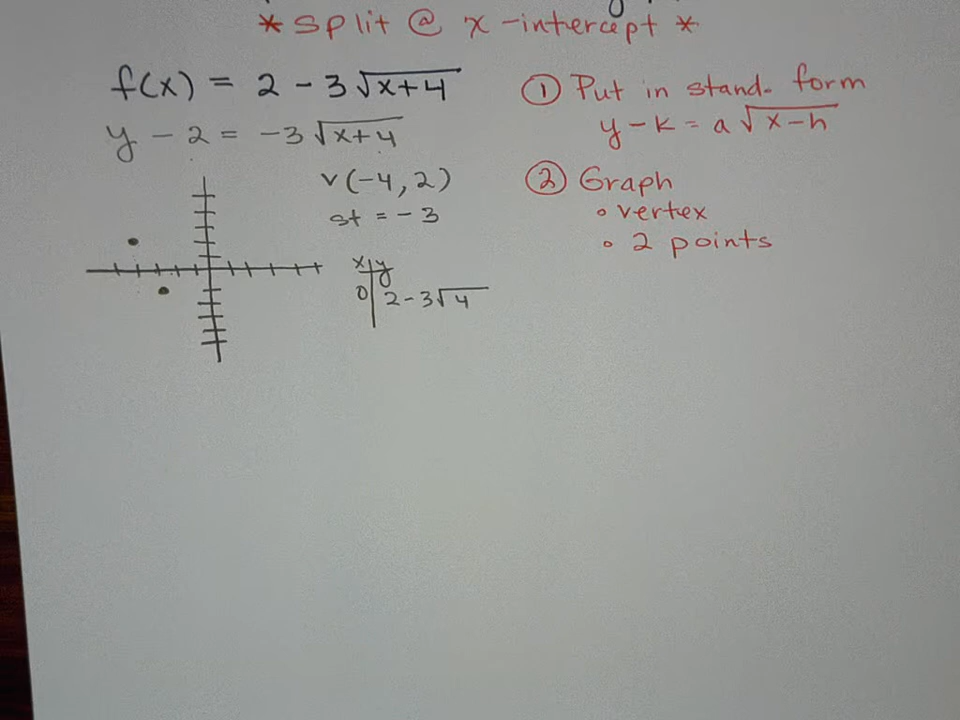 *split @ x-intercept*
f(x) = 2 - 3√x+4
y - 2 = -3√x+4
v(-4, 2)
st = -3
x y
0 2-3√4
① Put in stand. form
y - k = a√x-h
② Graph
• vertex
• 2 points